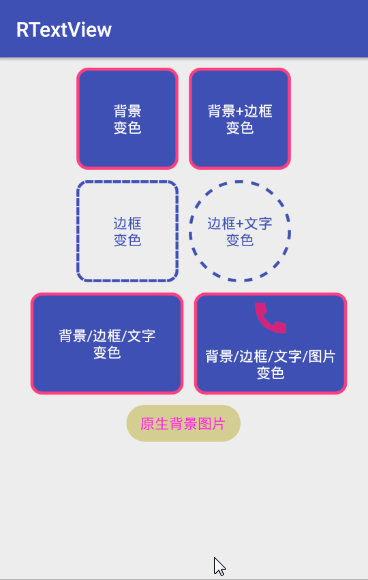 RTextView
背景
变色
背景+边框
变色
边框
变色
边框+文字
变色
背景/边框/文字
变色
背景/边框/文字/图片
变色
原生背景图片